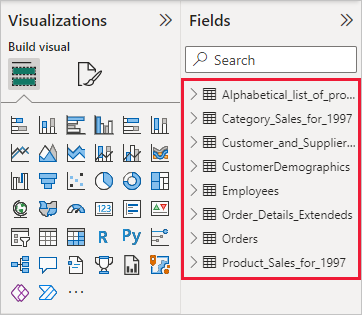 Visualizations
Build visual
123
R
Py
Fields
Search
Alphabetical_list_of_pro...
Category_Sales_for_1997
Customer_and_Supplier...
CustomerDemographics
Employees
Order_Details_Extendeds
Orders
Product_Sales_for_1997